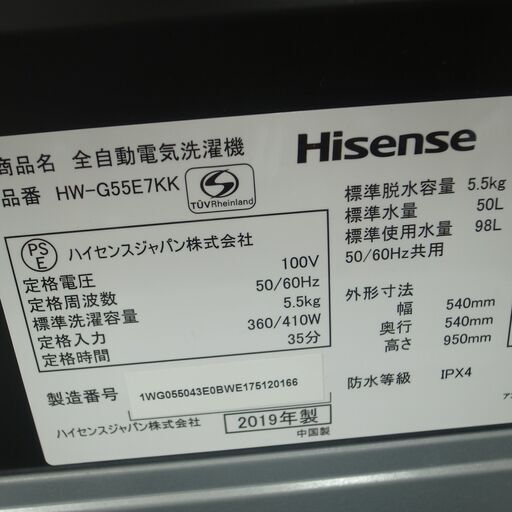 商品名 全自動電気洗濯機
品番 HW-G55E7KK
TÜVRheinland
Hisense
標準脱水容量 5.5kg
標準水量 50L
標準使用水量 98L
50/60Hz共用
PSE ハイセンスジャパン株式会社
定格電圧 100V
定格周波数 50/60Hz
標準洗濯容量 5.5kg
定格入力 360/410W
定格時間 35分
外形寸法
幅 540mm
奥行 540mm
高さ 950mm
防水等級 IPX4
製造番号 1WG055043E0BWE175120166
ハイセンスジャパン株式会社 2019年製
中国製